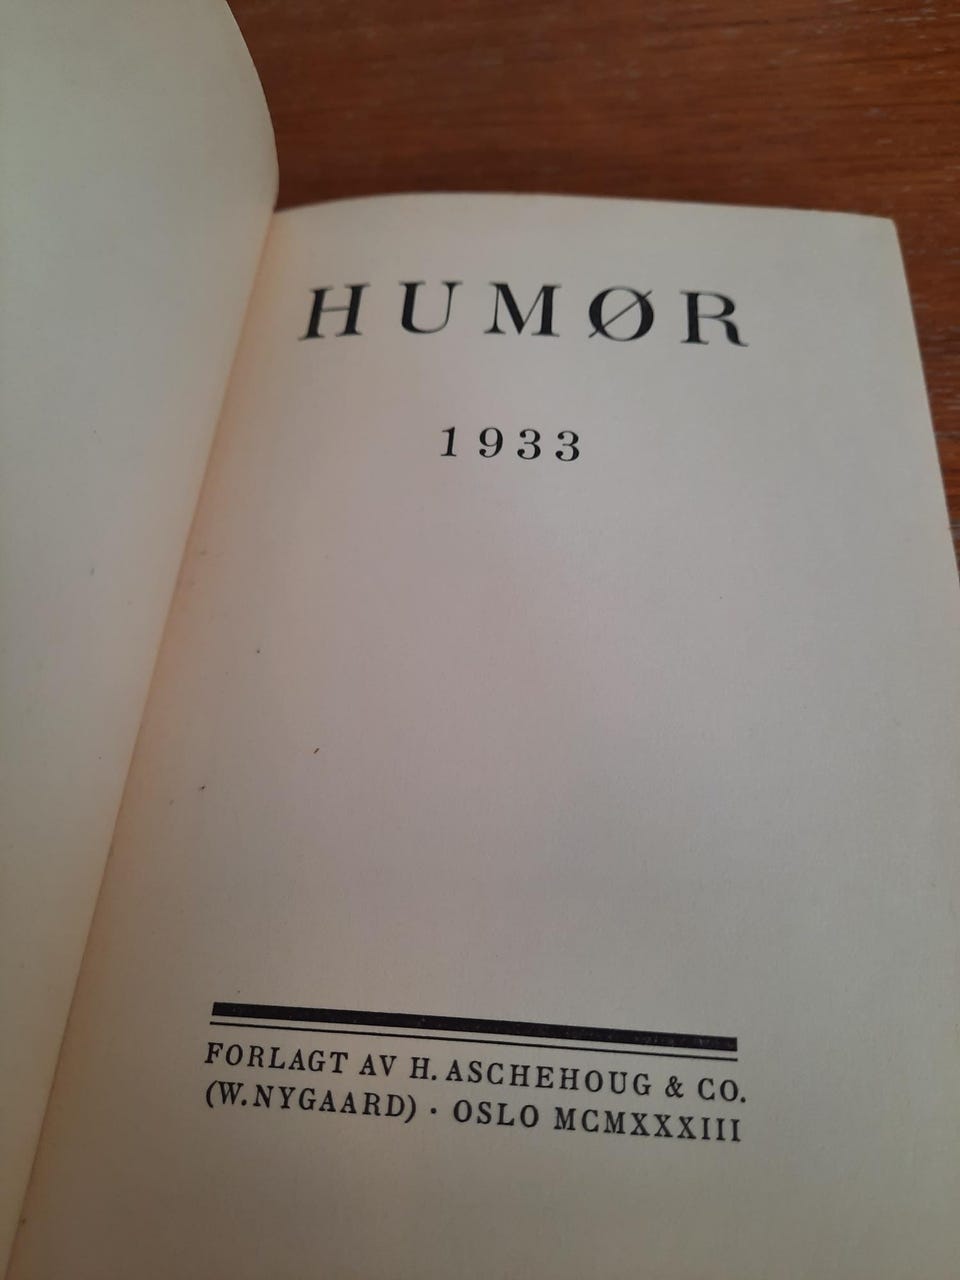 HUMØR
1933
FORLAGT AV H. ASCHEHOUG & CO.
(W. NYGAARD) · OSLO MCMXXXIII